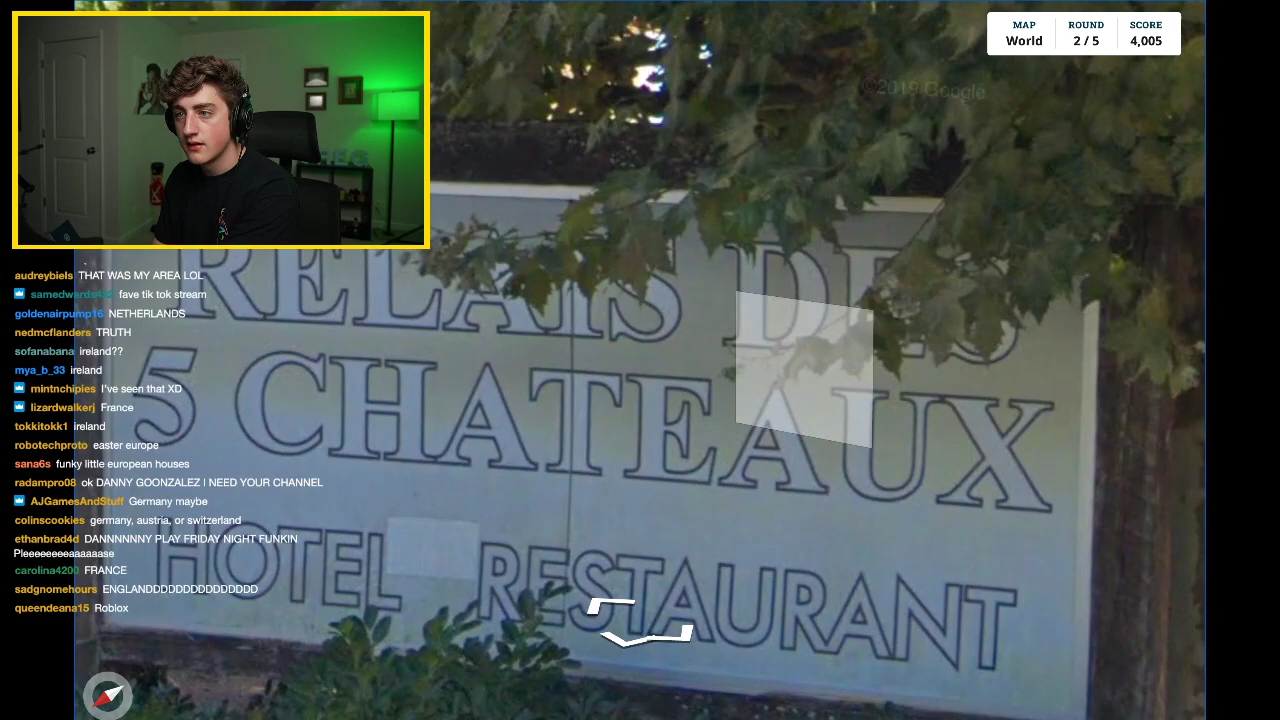 MAP
World
ROUND
2 / 5
SCORE
4,005
©2019 Google
RELAIS DES
5 CHATEAUX
HOTEL RESTAURANT
audreybiels THAT WAS MY AREA LOL
fave tik tok stream
goldenairpump16 NETHERLANDS
nedmcflanders TRUTH
sofanabana ireland??
mya_b_33 ireland
mintnchipies I've seen that XD
lizardwalkerj France
tokkitokk1 ireland
robotechproto easter europe
sana6s funky little european houses
radampro08 ok DANNY GOONZALEZ I NEED YOUR CHANNEL
AJGamesAndStuff Germany maybe
colinscookies germany, austria, or switzerland
ethanbrad4d DANNNNNNY PLAY FRIDAY NIGHT FUNKIN
Pleeeeeeeeaaaaaase
carolina4200 FRANCE
sadgnomehours ENGLANDDDDDDDDDDDDDDD
queendeana15 Roblox